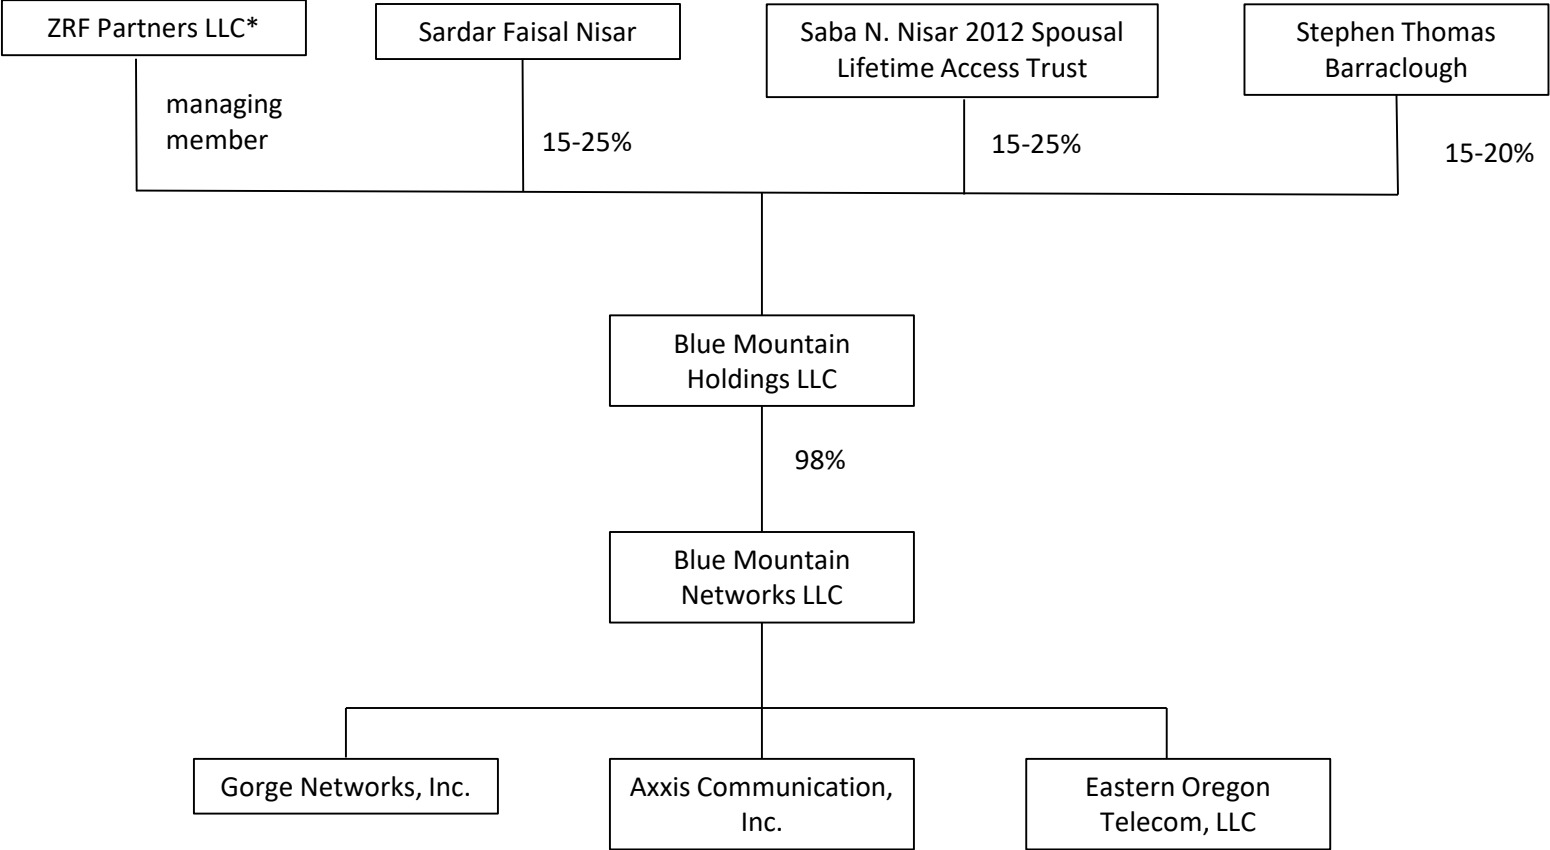 ZRF Partners LLC*
Sardar Faisal Nisar
Saba N. Nisar 2012 Spousal
Lifetime Access Trust
Stephen Thomas
Barraclough
managing
member
15-25%
15-25%
15-20%
Blue Mountain
Holdings LLC
98%
Blue Mountain
Networks LLC
Gorge Networks, Inc.
Axxis Communication,
Inc.
Eastern Oregon
Telecom, LLC